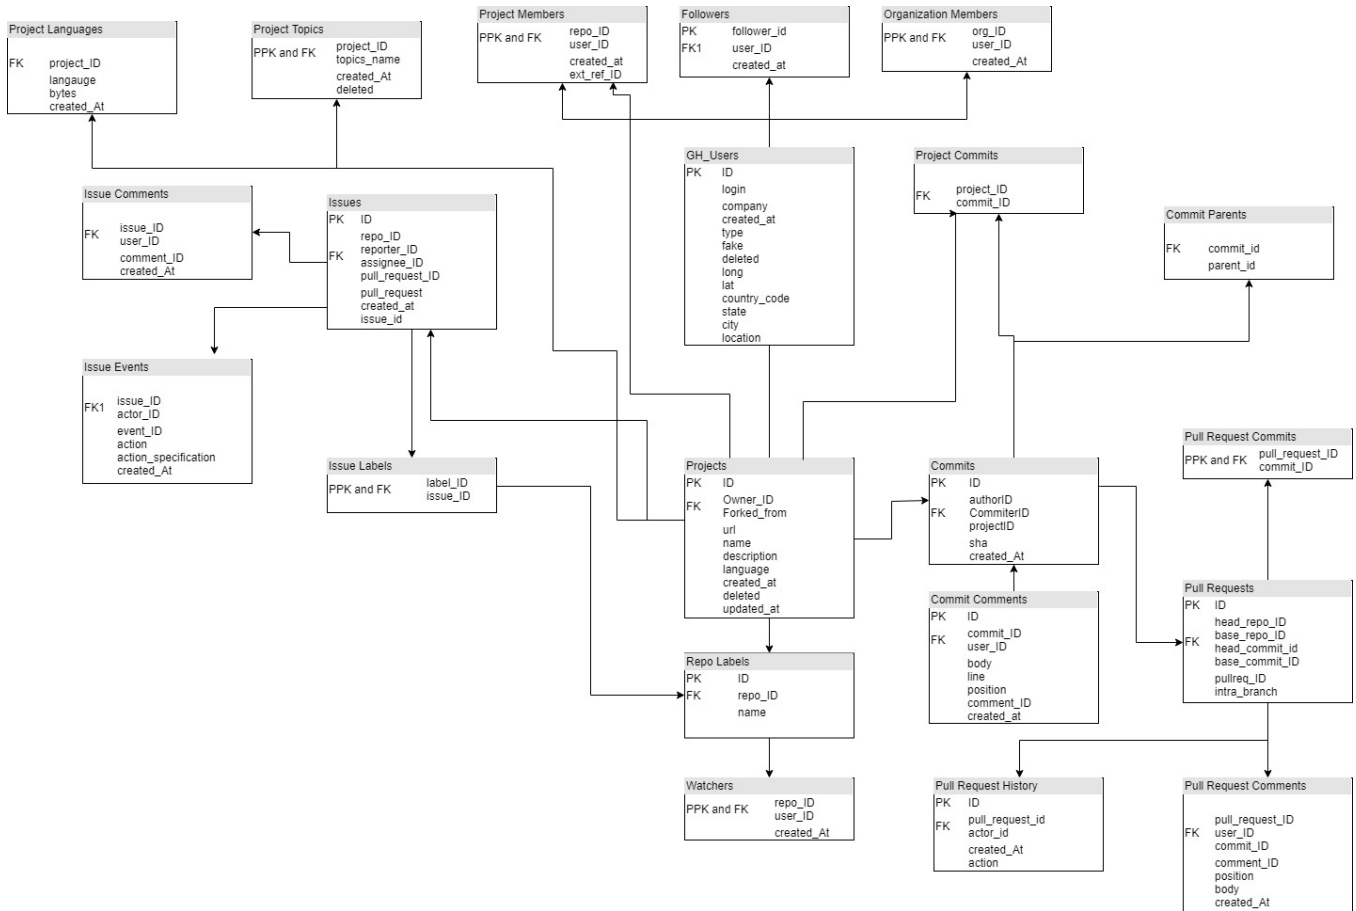 Project Languages
FK project_ID
langauge
bytes
created_At
Project Topics
PPK and FK project_ID
topics_name
created_At
deleted
Project Members
PPK and FK repo_ID
user_ID
created_at
ext_ref_ID
Followers
PK follower_id
FK1 user_ID
created_at
Organization Members
PPK and FK org_ID
user_ID
created_At
Issue Comments
FK issue_ID
user_ID
comment_ID
created_At
Issues
PK ID
repo_ID
FK reporter_ID
assignee_ID
pull_request_ID
pull_request
created_at
issue_id
GH_Users
PK ID
login
company
created_at
type
fake
deleted
long
lat
country_code
state
city
location
Project Commits
FK project_ID
commit_ID
Commit Parents
FK commit_id
parent_id
Issue Events
FK1 issue_ID
actor_ID
event_ID
action
action_specification
created_At
Issue Labels
PPK and FK label_ID
issue_ID
Projects
PK ID
FK Owner_ID
Forked_from
url
name
description
language
created_at
deleted
updated_at
Commits
PK ID
authorID
FK CommiterID
projectID
sha
created_At
Pull Request Commits
PPK and FK pull_request_ID
commit_ID
Commit Comments
PK ID
FK commit_ID
user_ID
body
line
position
comment_ID
created_at
Pull Requests
PK ID
head_repo_ID
FK base_repo_ID
head_commit_id
base_commit_ID
pullreq_ID
intra_branch
Repo Labels
PK ID
FK repo_ID
name
Watchers
PPK and FK repo_ID
user_ID
created_At
Pull Request History
PK ID
FK pull_request_id
actor_id
created_At
action
Pull Request Comments
pull_request_ID
FK user_ID
commit_ID
comment_ID
position
body
created_At